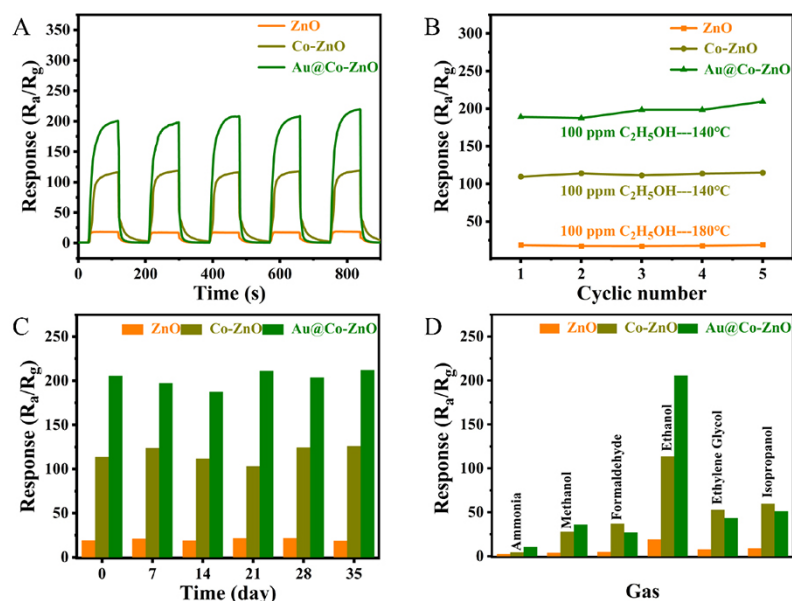 A
ZnO
Co-ZnO
Au@Co-ZnO
Response (Ra/Rg)
350
300
250
200
150
100
50
0
0 200 400 600 800
Time (s)
B
ZnO
Co-ZnO
Au@Co-ZnO
Response (Ra/Rg)
300
250
200
150
100
50
100 ppm C₂H₅OH---140°C
100 ppm C₂H₅OH---140°C
100 ppm C₂H₅OH---180°C
1 2 3 4 5
Cyclic number
C
ZnO Co-ZnO Au@Co-ZnO
Response (Ra/Rg)
250
200
150
100
50
0
0 7 14 21 28 35
Time (day)
D
ZnO Co-ZnO Au@Co-ZnO
Response (Ra/Rg)
250
200
150
100
50
0
Ammonia
Methanol
Formaldehyde
Ethanol
Ethylene Glycol
Isopropanol
Gas